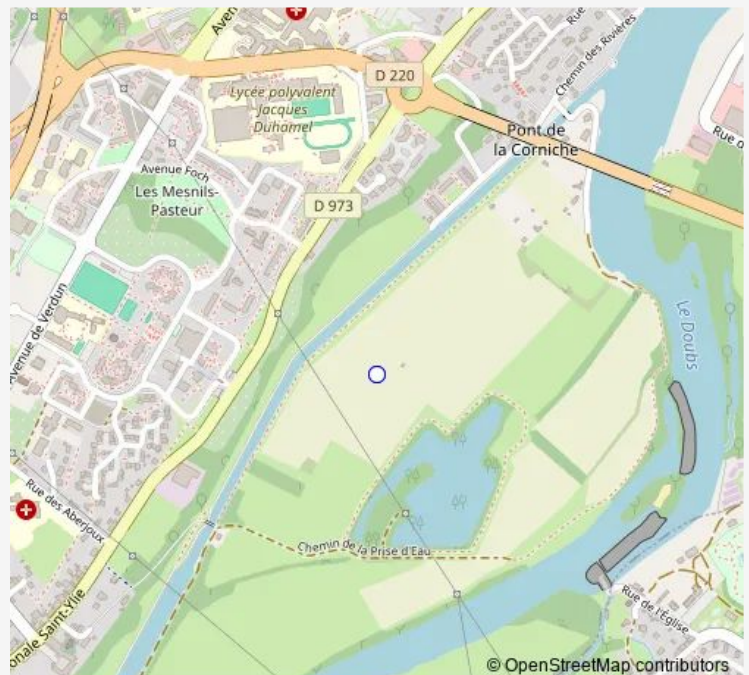 Aven
Rue
Chemin des Rivières
D 220
Lycée polyvalent
Jacques
Duhamel
Pont de
la Corniche
Rue
Avenue Foch
Les Mesnils-
Pasteur
D 973
Avenue de Verdun
Le Doubs
Rue des Aberjoux
Chemin de la Prise d'Eau
Rue de l'Église
onale Saint-Ylie
© OpenStreetMap contributors